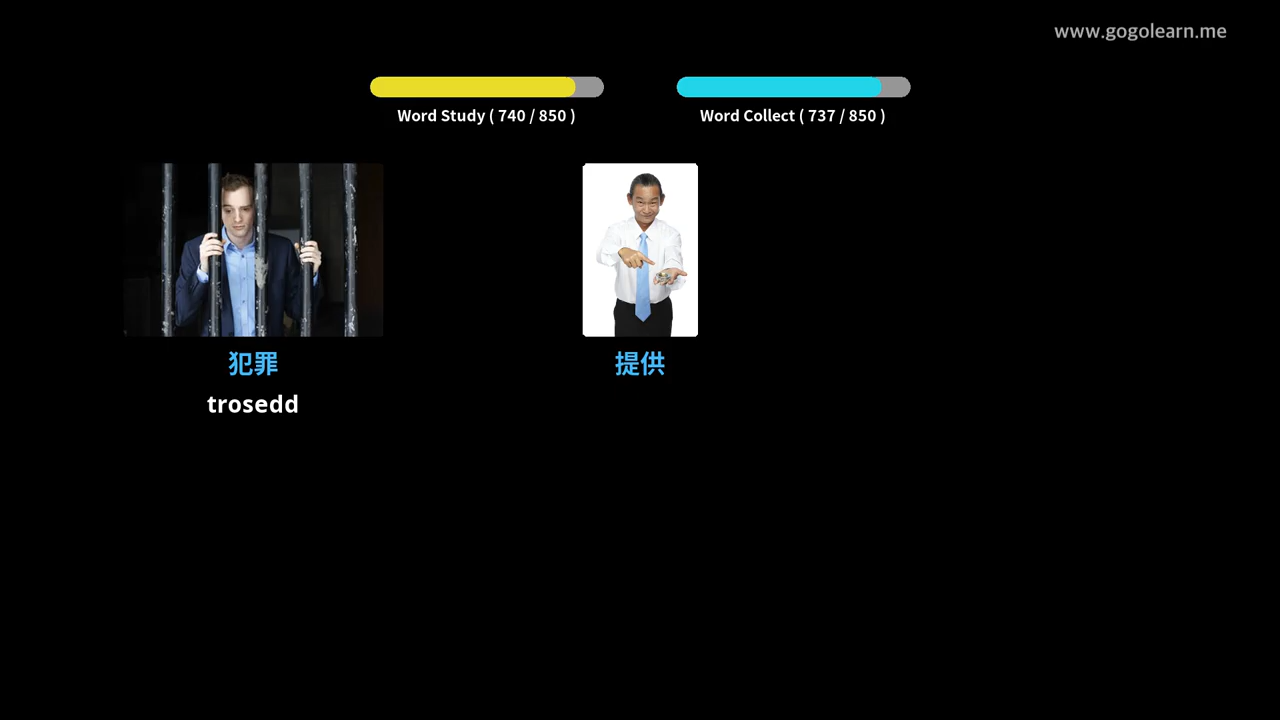 www.gogolearn.me
Word Study ( 740 / 850 )
Word Collect ( 737 / 850 )
犯罪
提供
trosedd